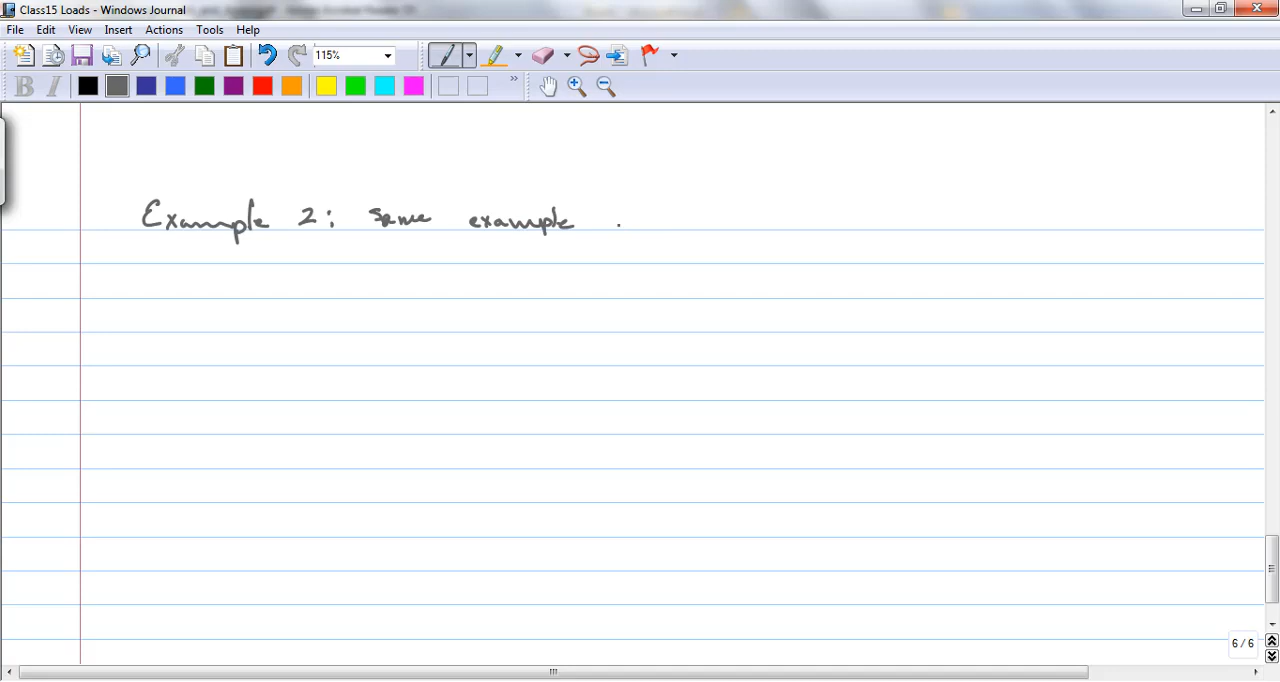 Class15 Loads - Windows Journal
File Edit View Insert Actions Tools Help
115%
B I
Example 2: same example .
6 / 6